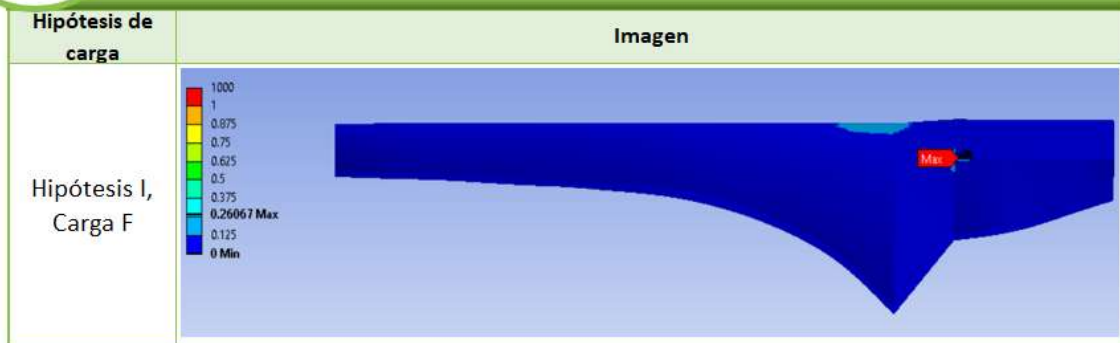 Hipótesis de
carga
Imagen
Hipótesis I,
Carga F
1000
1
0.875
0.75
0.625
0.5
0.375
0.26067 Max
0.125
0 Min
Max